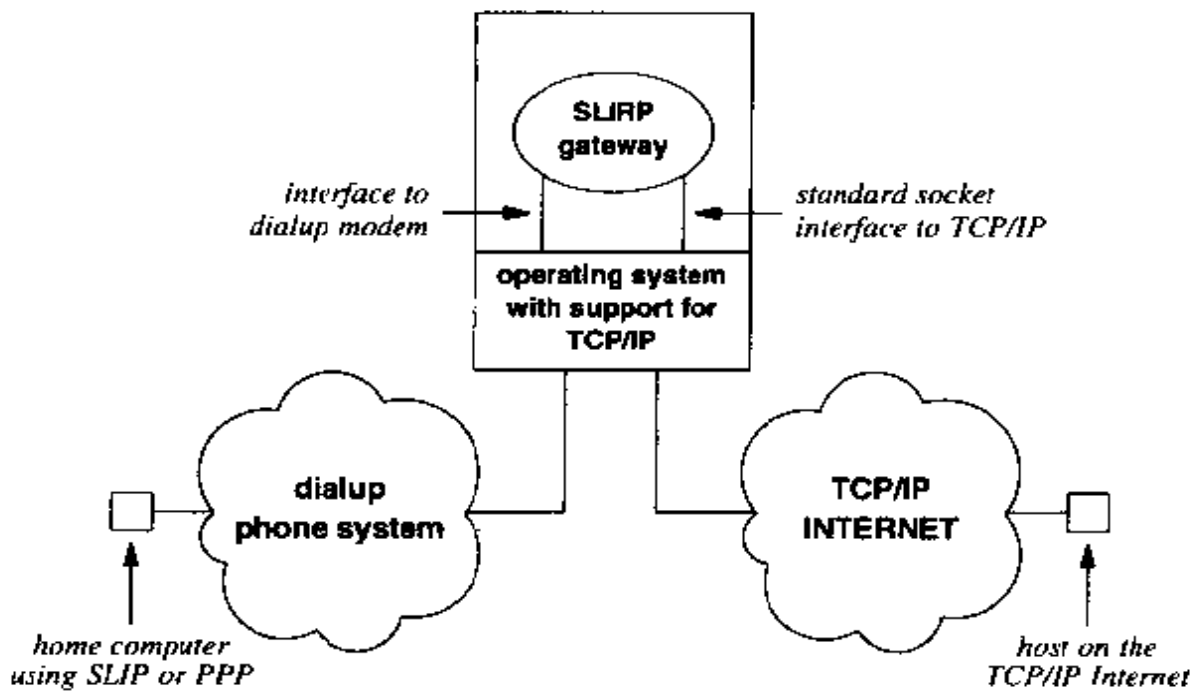 SLIRP
gateway
interface to
dialup modem
standard socket
interface to TCP/IP
operating system
with support for
TCP/IP
dialup
phone system
TCP/IP
INTERNET
home computer
using SLIP or PPP
host on the
TCP/IP Internet